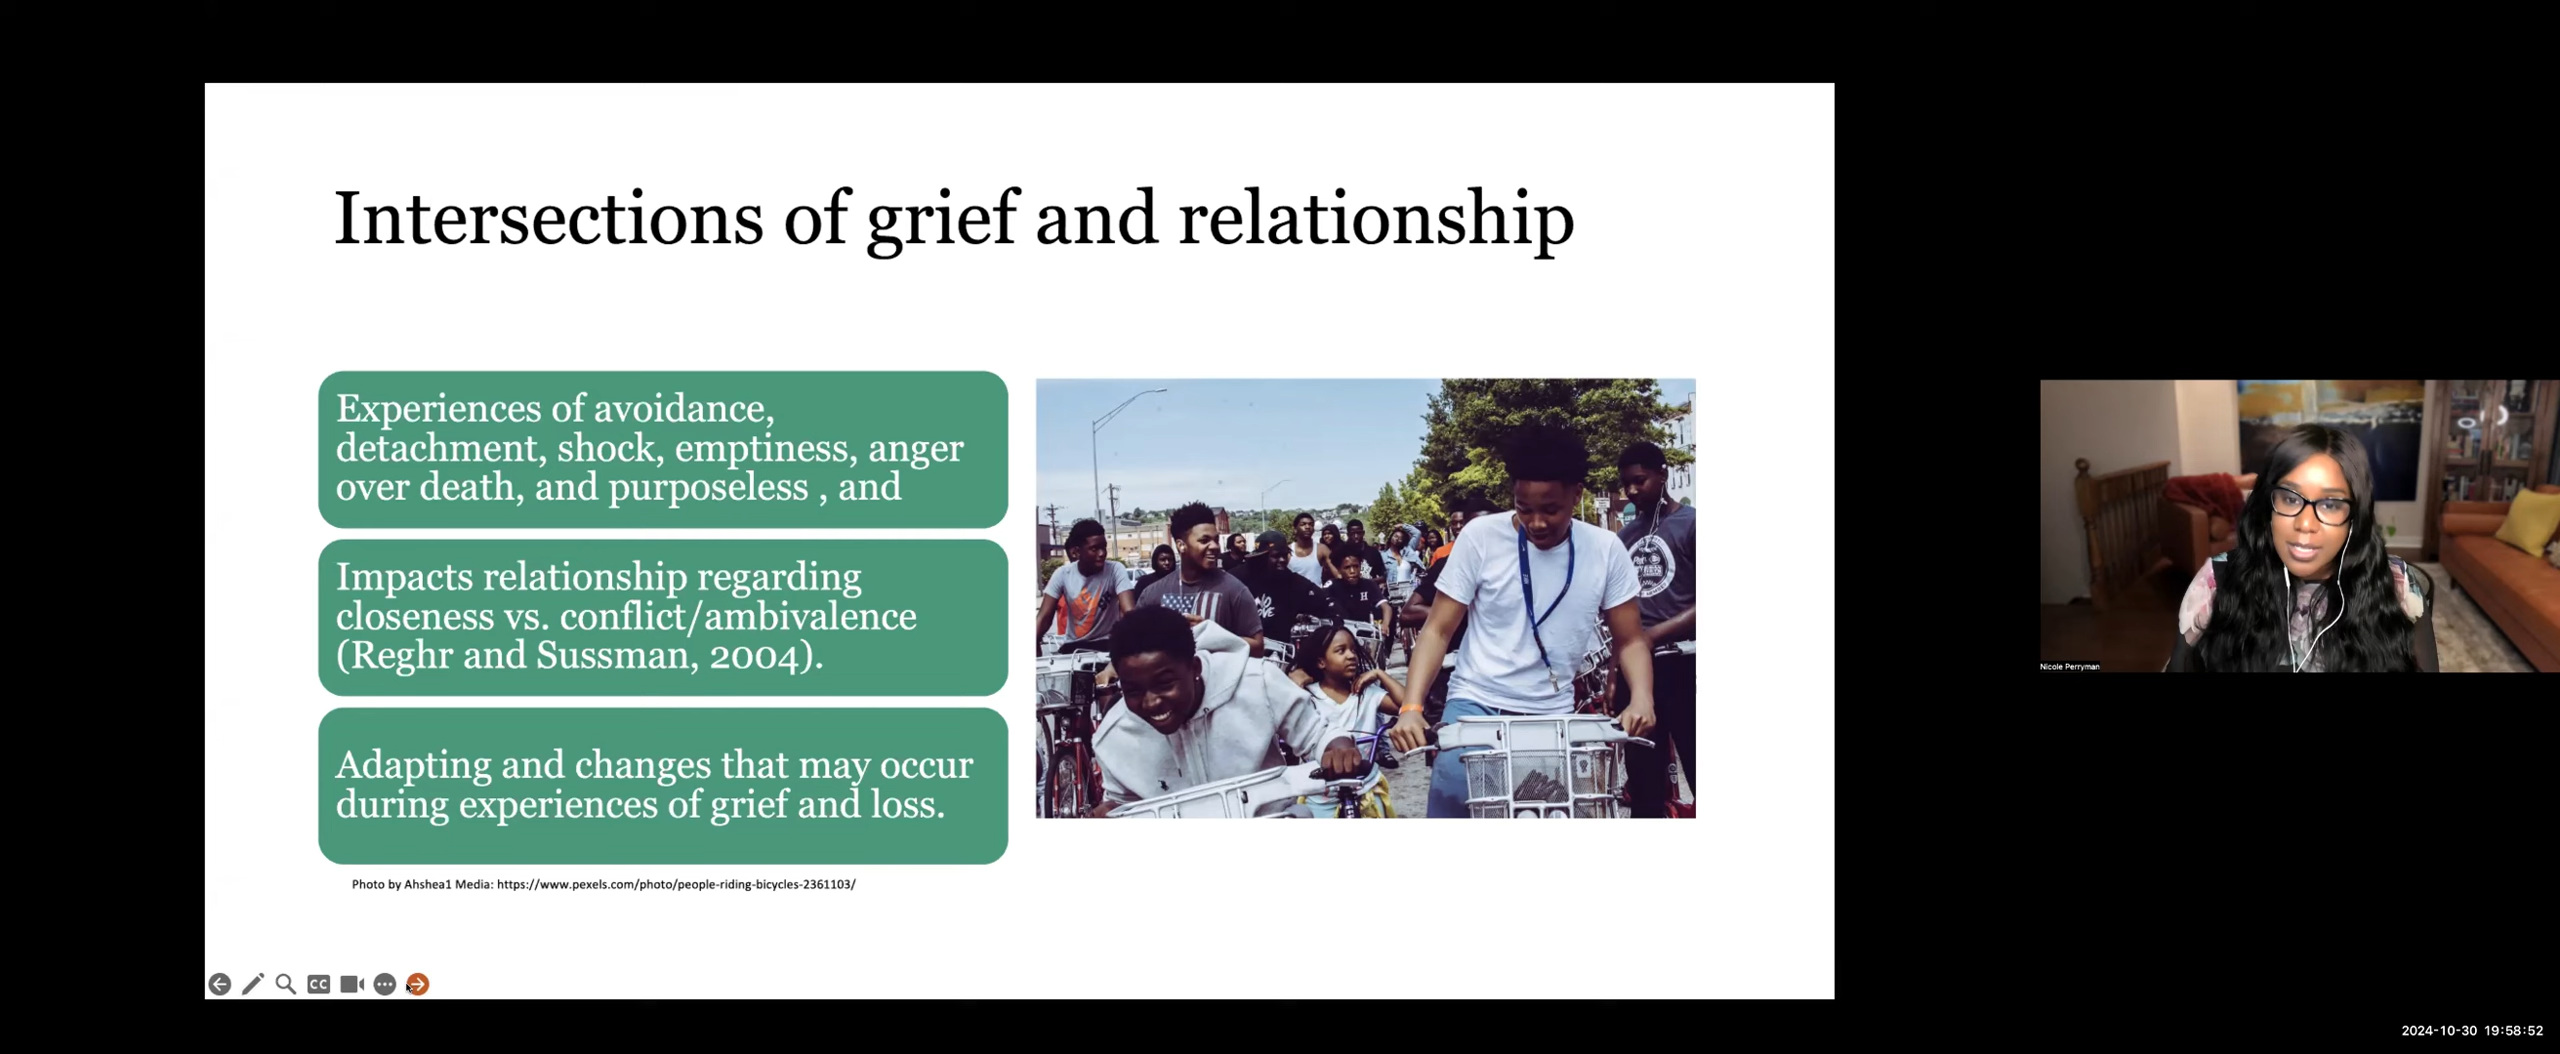 Intersections of grief and relationship
Experiences of avoidance,
detachment, shock, emptiness, anger
over death, and purposeless , and
Impacts relationship regarding
closeness vs. conflict/ambivalence
(Reghr and Sussman, 2004).
Adapting and changes that may occur
during experiences of grief and loss.
Photo by Ahshea1 Media: https://www.pexels.com/photo/people-riding-bicycles-2361103/
CC
NO
H
Nicole Perryman
2024-10-30 19:58:52